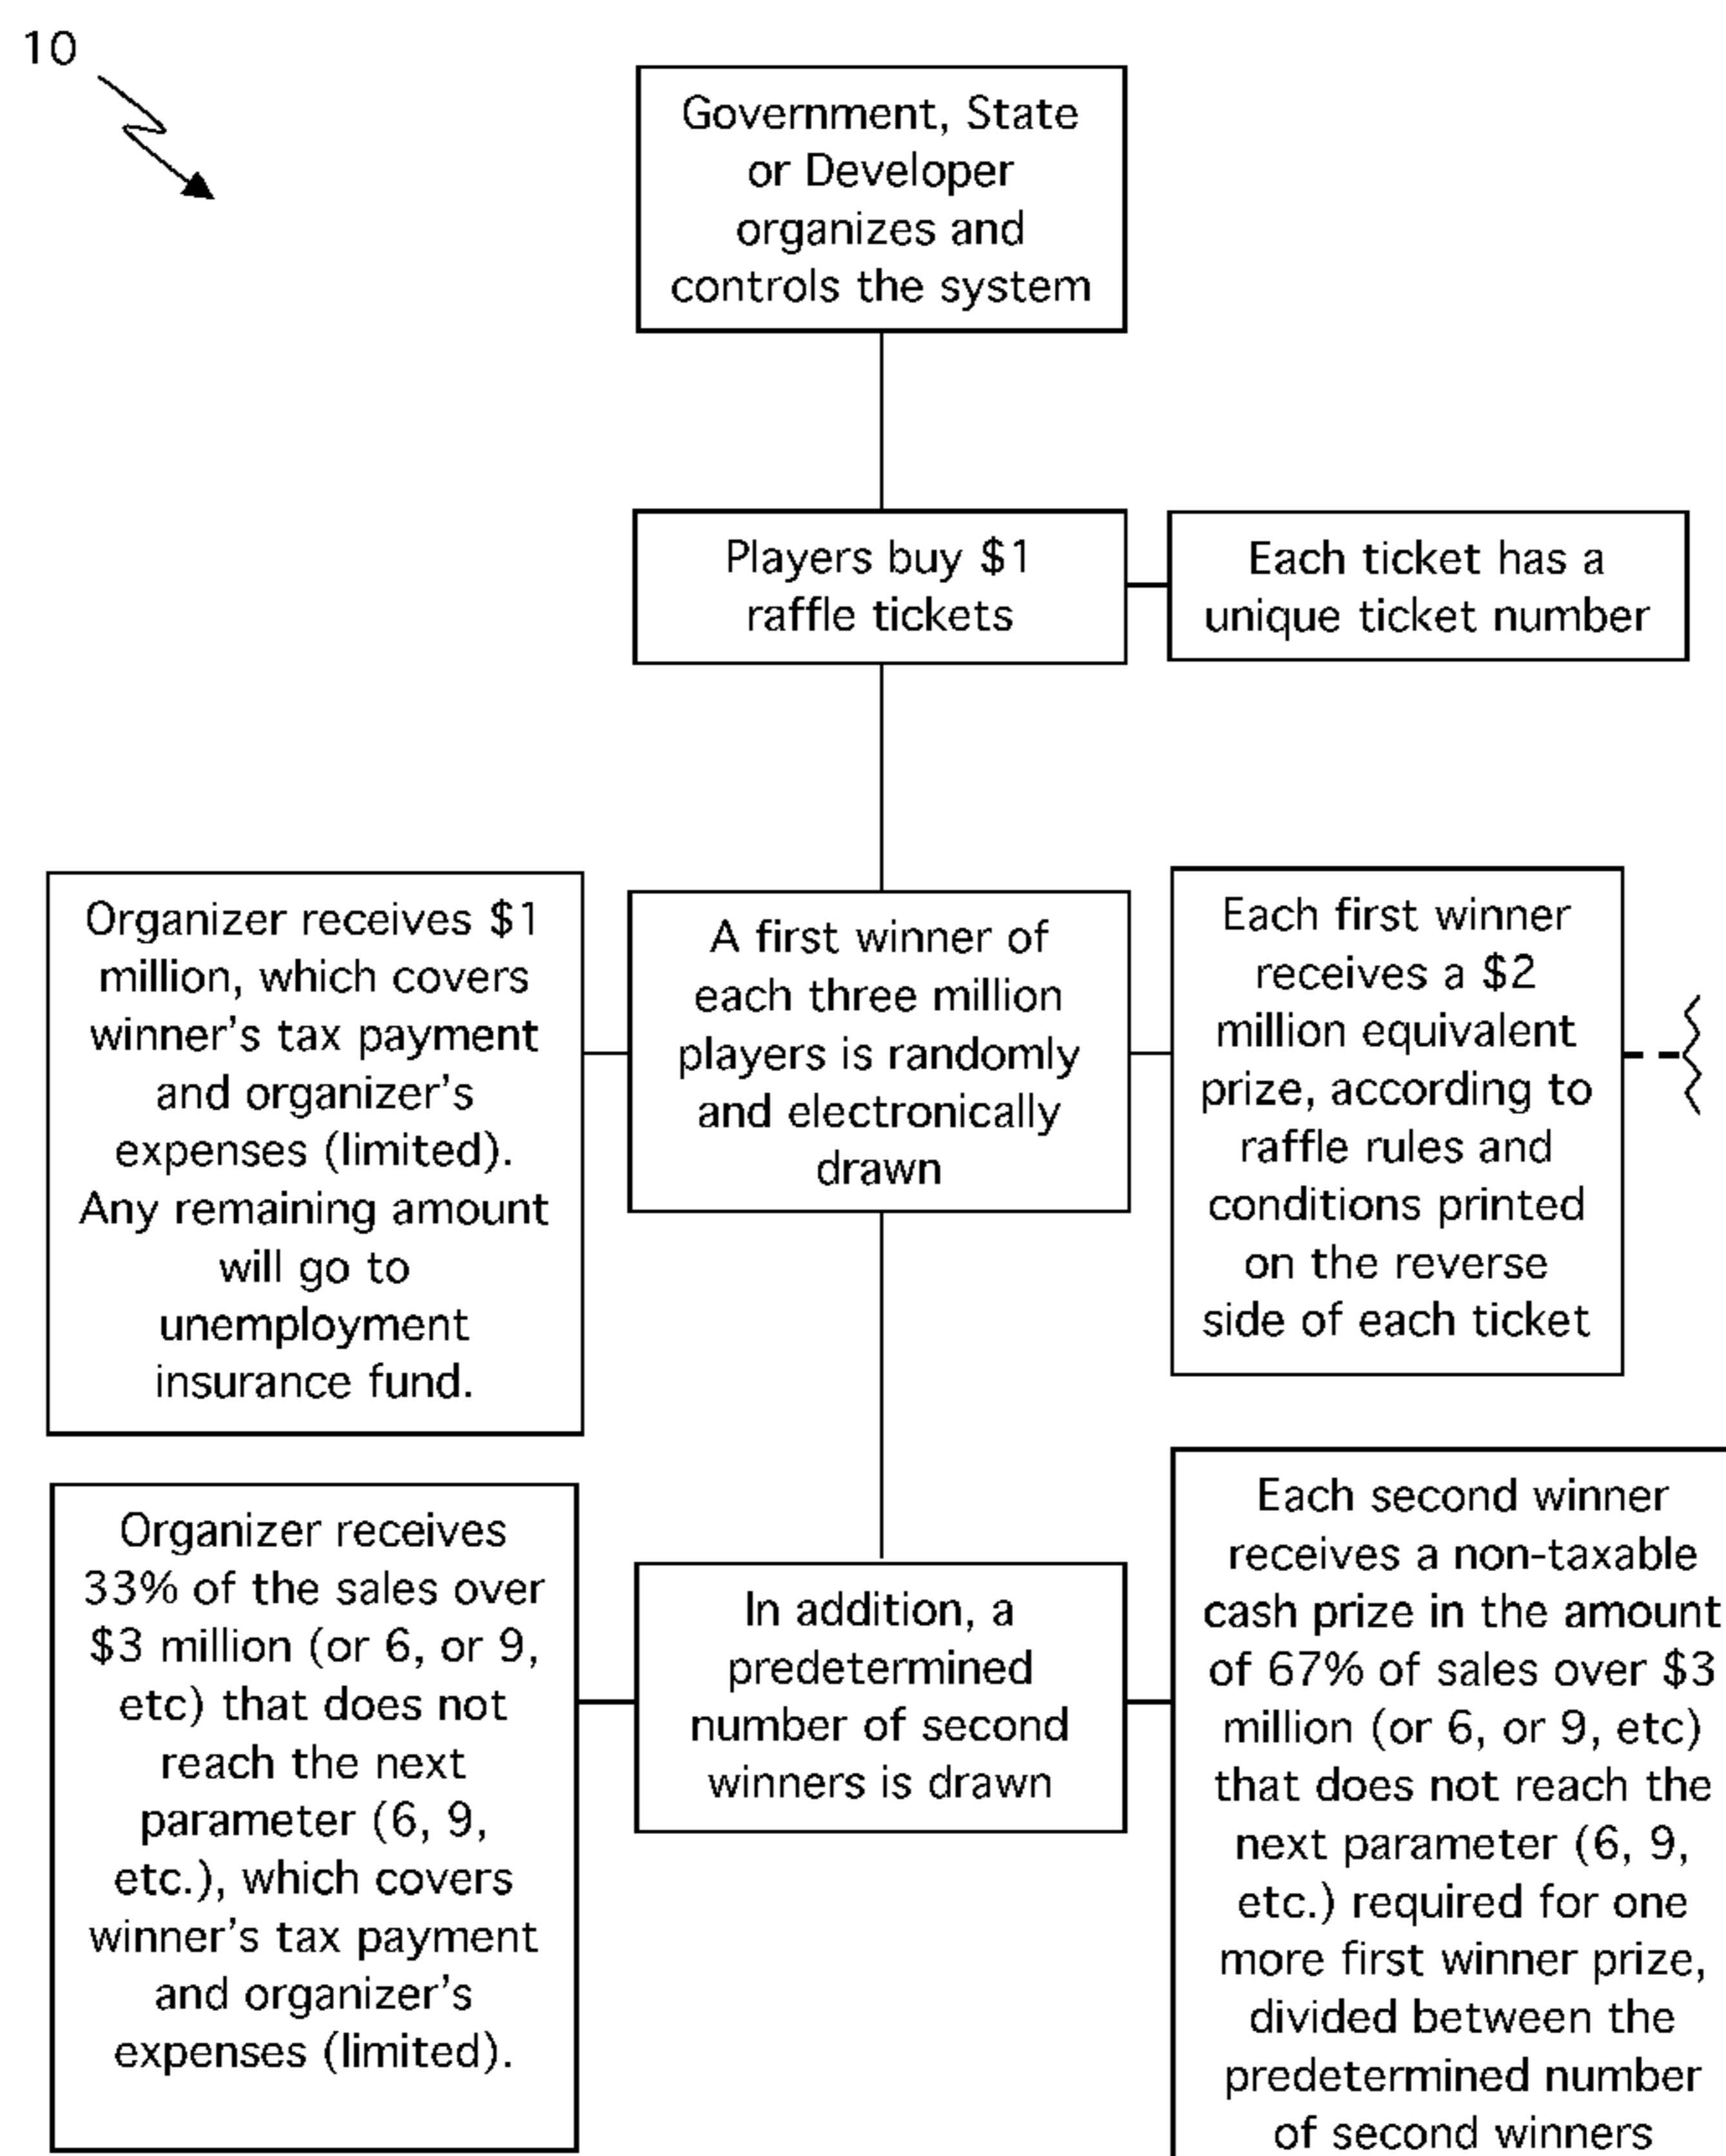 10
Government, State
or Developer
organizes and
controls the system
Players buy $1
raffle tickets
Each ticket has a
unique ticket number
Organizer receives $1
million, which covers
winner's tax payment
and organizer's
expenses (limited).
Any remaining amount
will go to
unemployment
insurance fund.
A first winner of
each three million
players is randomly
and electronically
drawn
Each first winner
receives a $2
million equivalent
prize, according to
raffle rules and
conditions printed
on the reverse
side of each ticket
Organizer receives
33% of the sales over
$3 million (or 6, or 9,
etc) that does not
reach the next
parameter (6, 9,
etc.), which covers
winner's tax payment
and organizer's
expenses (limited).
In addition, a
predetermined
number of second
winners is drawn
Each second winner
receives a non-taxable
cash prize in the amount
of 67% of sales over $3
million (or 6, or 9, etc)
that does not reach the
next parameter (6, 9,
etc.) required for one
more first winner prize,
divided between the
predetermined number
of second winners